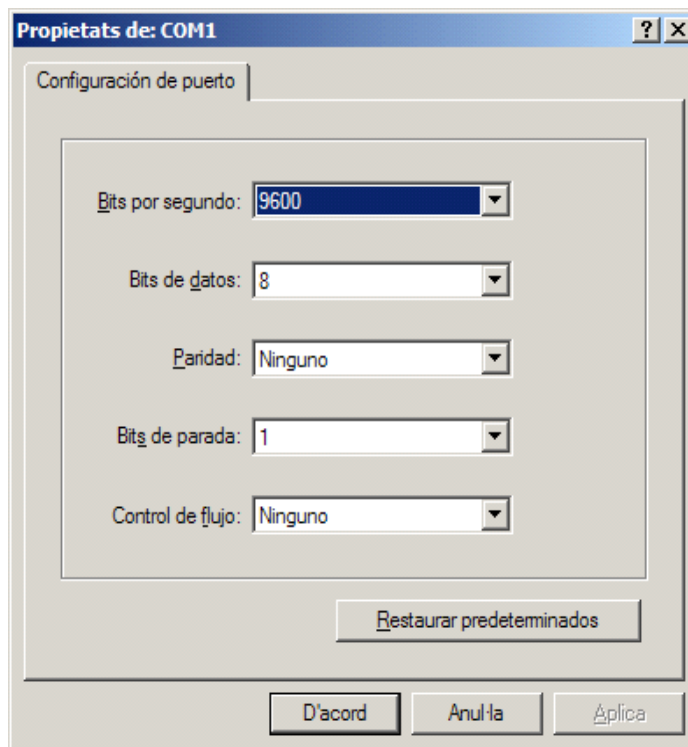 Propietats de: COM1
Configuración de puerto
Bits por segundo: 9600
Bits de datos: 8
Paridad: Ninguno
Bits de parada: 1
Control de flujo: Ninguno
Restaurar predeterminados
D'acord Anul·la Aplica